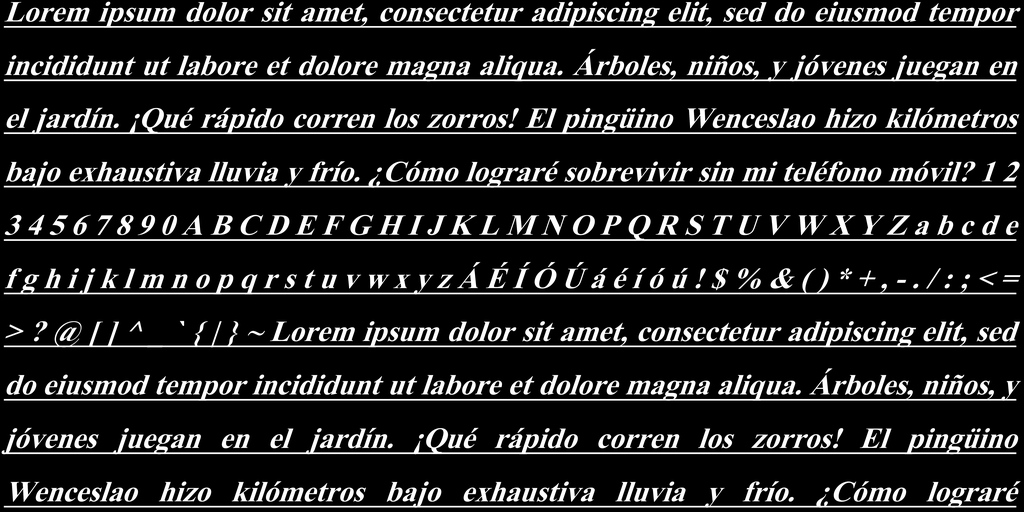 Lorem ipsum dolor sit amet, consectetur adipiscing elit, sed do eiusmod tempor
incididunt ut labore et dolore magna aliqua. Árboles, niños, y jóvenes juegan en
el jardín. ¡Qué rápido corren los zorros! El pingüino Wenceslao hizo kilómetros
bajo exhaustiva lluvia y frío. ¿Cómo lograré sobrevivir sin mi teléfono móvil? 1 2
3 4 5 6 7 8 9 0 A B C D E F G H I J K L M N O P Q R S T U V W X Y Z a b c d e
f g h i j k l m n o p q r s t u v w x y z Á É Í Ó Ú á é í ó ú ! $ % & ( ) * + , - . / : ; < =
> ? @ [ ] ^ _ ` { | } ~ Lorem ipsum dolor sit amet, consectetur adipiscing elit, sed
do eiusmod tempor incididunt ut labore et dolore magna aliqua. Árboles, niños, y
jóvenes juegan en el jardín. ¡Qué rápido corren los zorros! El pingüino
Wenceslao hizo kilómetros bajo exhaustiva lluvia y frío. ¿Cómo lograré